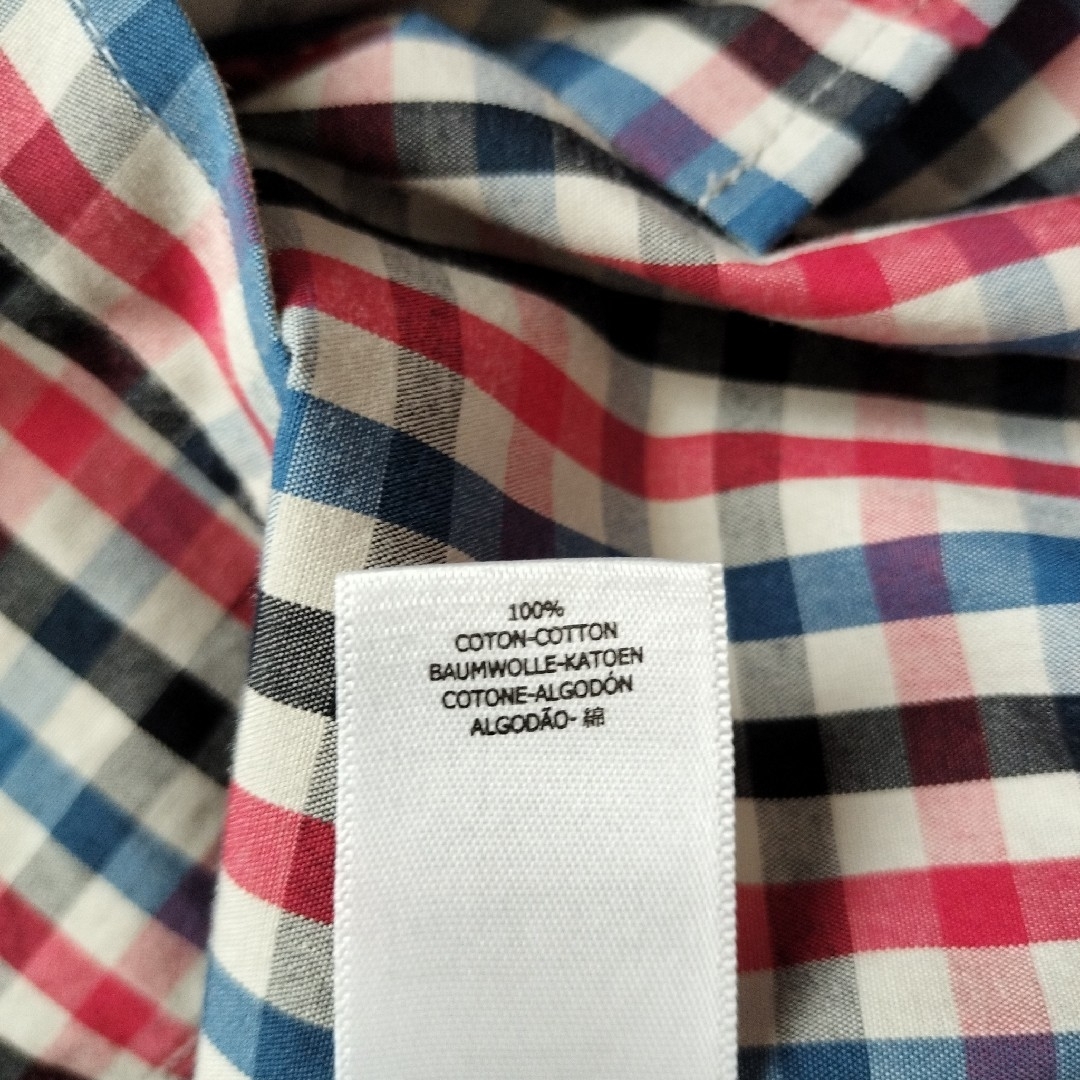 100%
COTON-COTTON
BAUMWOLLE-KATOEN
COTONE-ALGODÓN
ALGODÃO- 綿